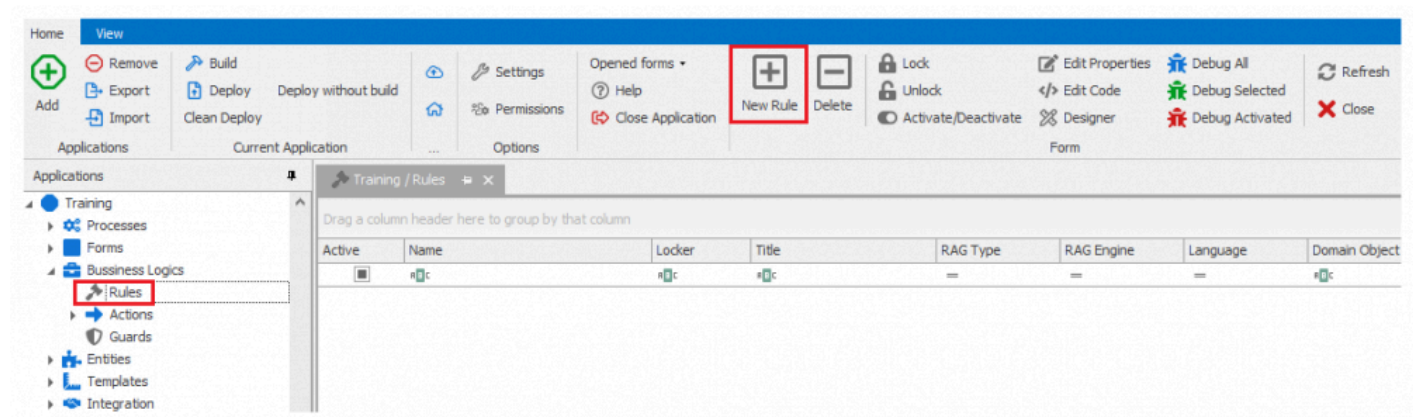 Home View
Add
Remove
Export
Import
Applications
Build
Deploy Deploy without build
Clean Deploy
Current Application
...
Settings
Permissions
Options
Opened forms
Help
Close Application
New Rule
Delete
Lock
Unlock
Activate/Deactivate
Edit Properties
Edit Code
Designer
Debug All
Debug Selected
Debug Activated
Form
Refresh
Close
Applications
Training
Processes
Forms
Bussiness Logics
Rules
Actions
Guards
Entities
Templates
Integration
Training / Rules
Drag a column header here to group by that column
Active Name Locker Title RAG Type RAG Engine Language Domain Object
= = =